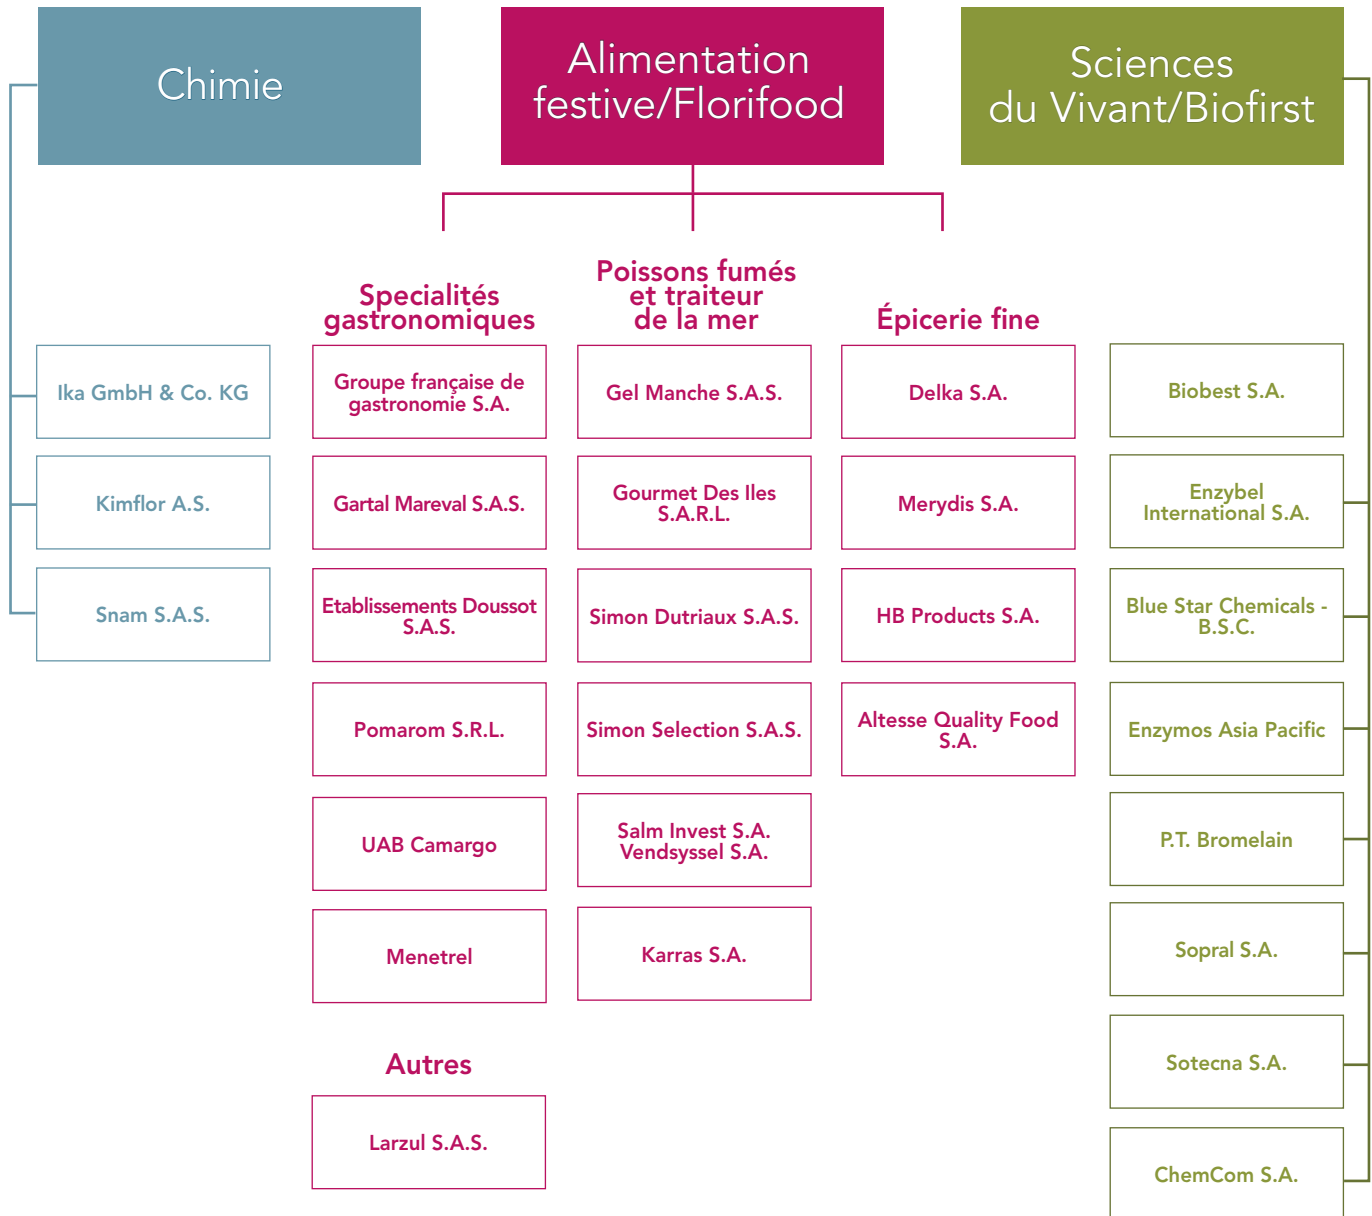 Chimie
Alimentation
festive/Florifood
Sciences
du Vivant/Biofirst
Specialités
gastronomiques
Poissons fumés
et traiteur
de la mer
Épicerie fine
Ika GmbH & Co. KG
Kimflor A.S.
Snam S.A.S.
Groupe française de
gastronomie S.A.
Gartal Mareval S.A.S.
Etablissements Doussot
S.A.S.
Pomarom S.R.L.
UAB Camargo
Menetrel
Autres
Larzul S.A.S.
Gel Manche S.A.S.
Gourmet Des Iles
S.A.R.L.
Simon Dutriaux S.A.S.
Simon Selection S.A.S.
Salm Invest S.A.
Vendsyssel S.A.
Karras S.A.
Delka S.A.
Merydis S.A.
HB Products S.A.
Altesse Quality Food
S.A.
Biobest S.A.
Enzybel
International S.A.
Blue Star Chemicals -
B.S.C.
Enzymos Asia Pacific
P.T. Bromelain
Sopral S.A.
Sotecna S.A.
ChemCom S.A.